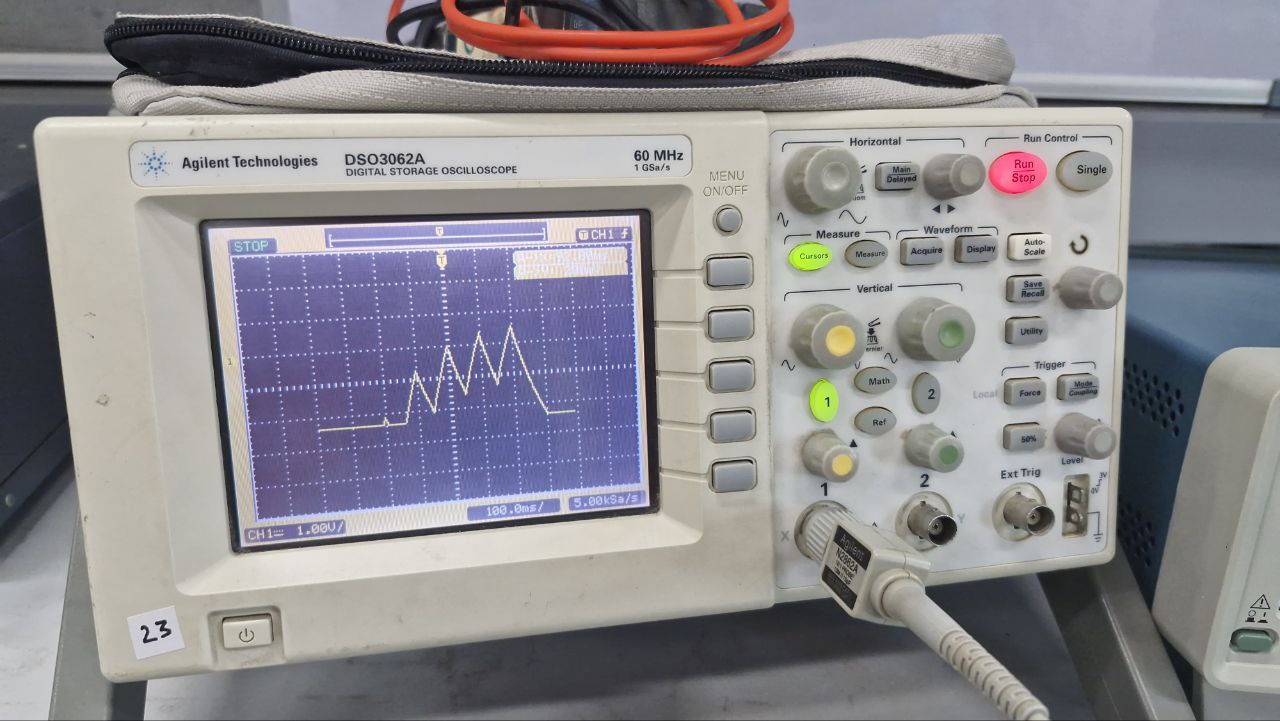 Agilent Technologies
DSO3062A
DIGITAL STORAGE OSCILLOSCOPE
60 MHz
1 GSa/s
MENU
ON/OFF
Horizontal
Main
Delayed
Run Control
Run
Stop
Single
Measure
Cursors
Measure
Waveform
Acquire
Display
Auto-
Scale
Save
Recall
Utility
Vertical
Math
Ref
1
2
Trigger
Local
Force
Mode
Coupling
50%
Level
1
2
Ext Trig
X
Y
STOP
T
T CH1
T
1
CH1 1.00V/
100.0ms/
5.00kSa/s
Agilent
N2862A
23